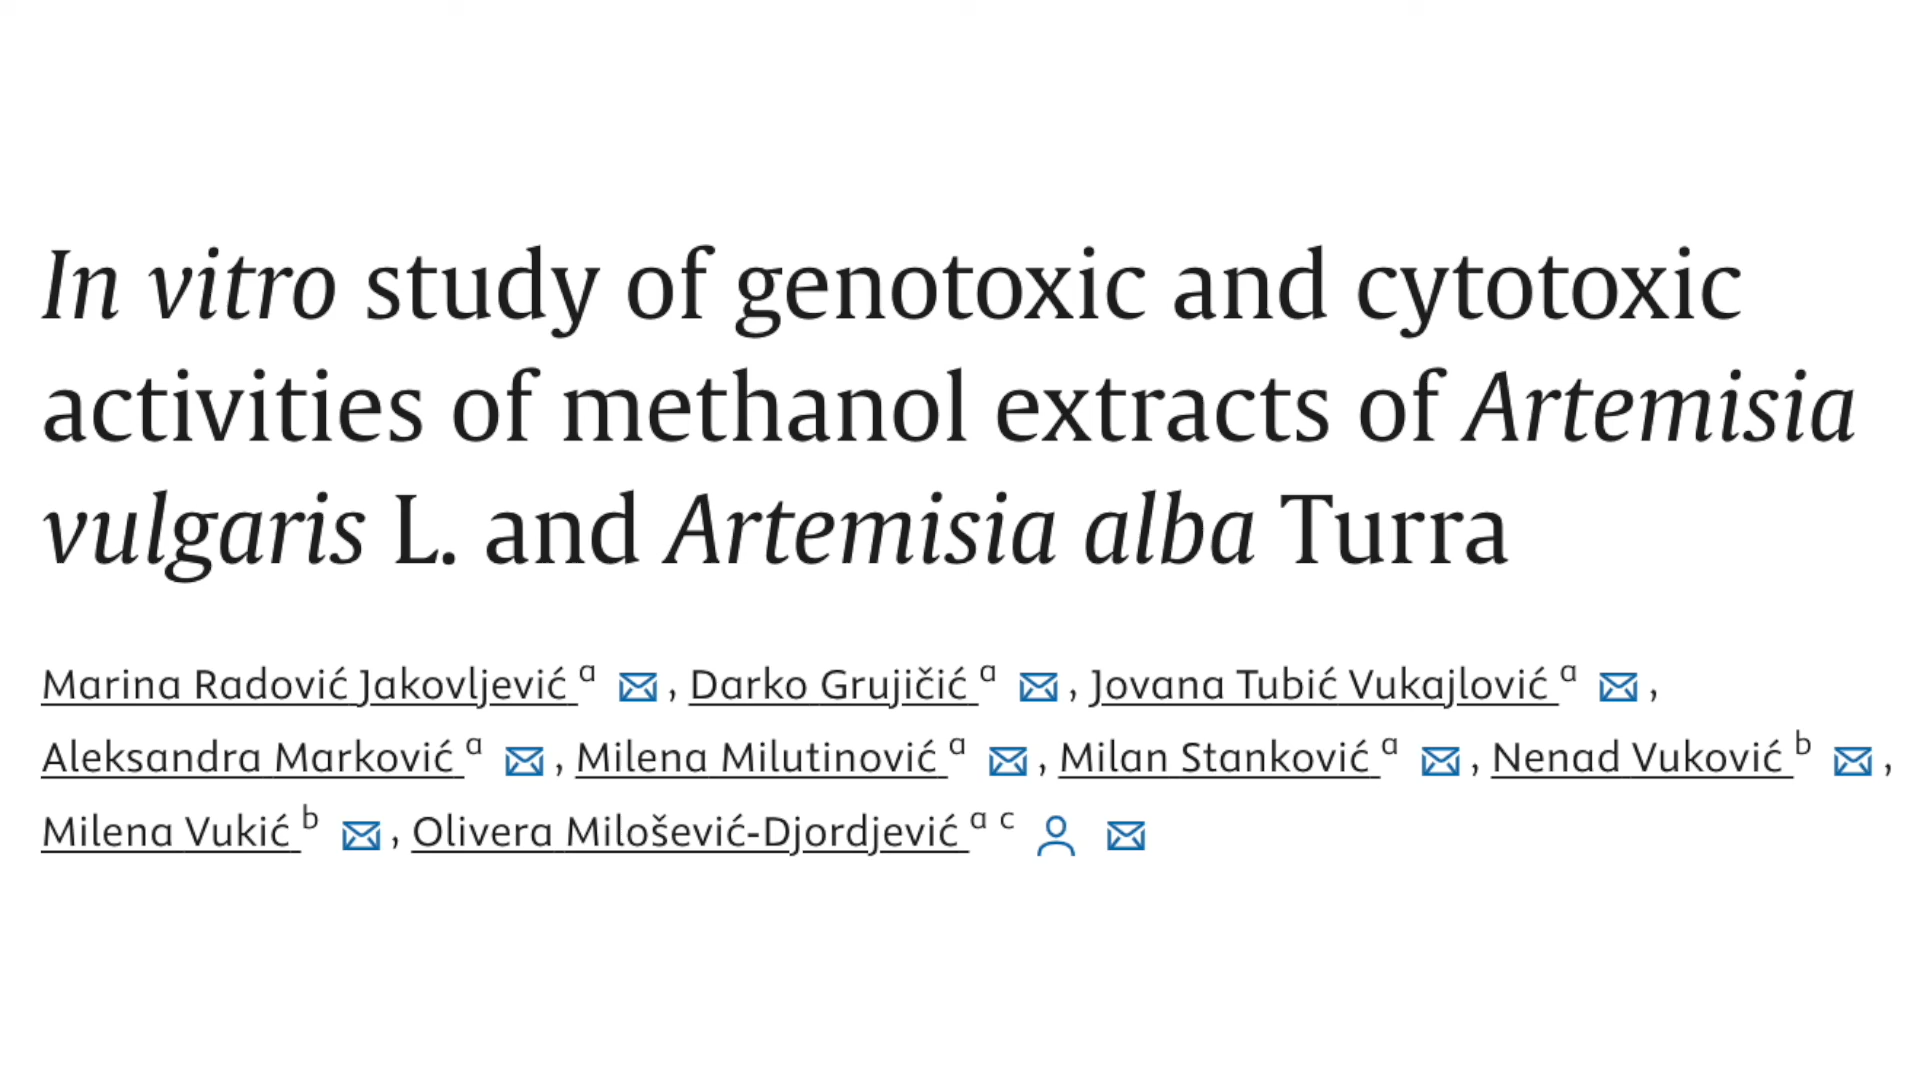 In vitro study of genotoxic and cytotoxic
activities of methanol extracts of Artemisia
vulgaris L. and Artemisia alba Turra
Marina Radović Jakovljević a , Darko Grujičić a , Jovana Tubić Vukajlović a ,
Aleksandra Marković a , Milena Milutinović a , Milan Stanković a , Nenad Vuković b ,
Milena Vukić b , Olivera Milošević-Djordjević a c